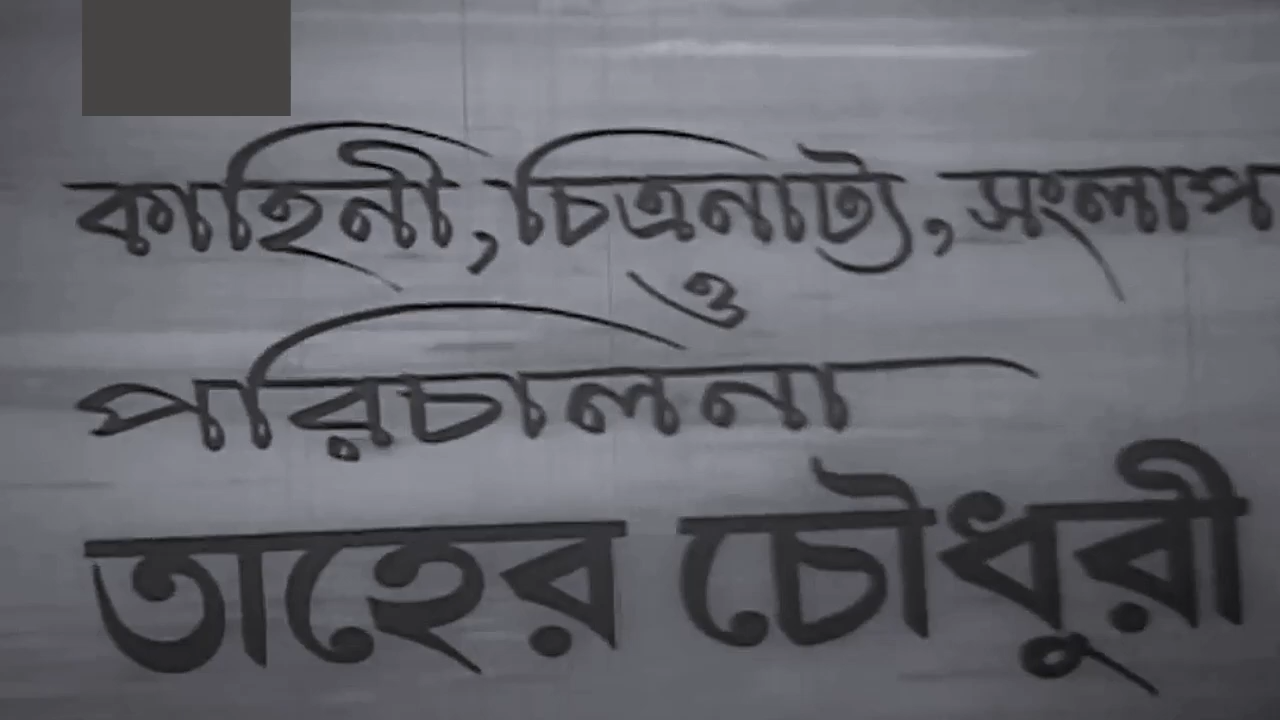 কাহিনী, চিত্রনাট্য, সংলাপ
ও
পরিচালনা
তাহের চৌধুরী